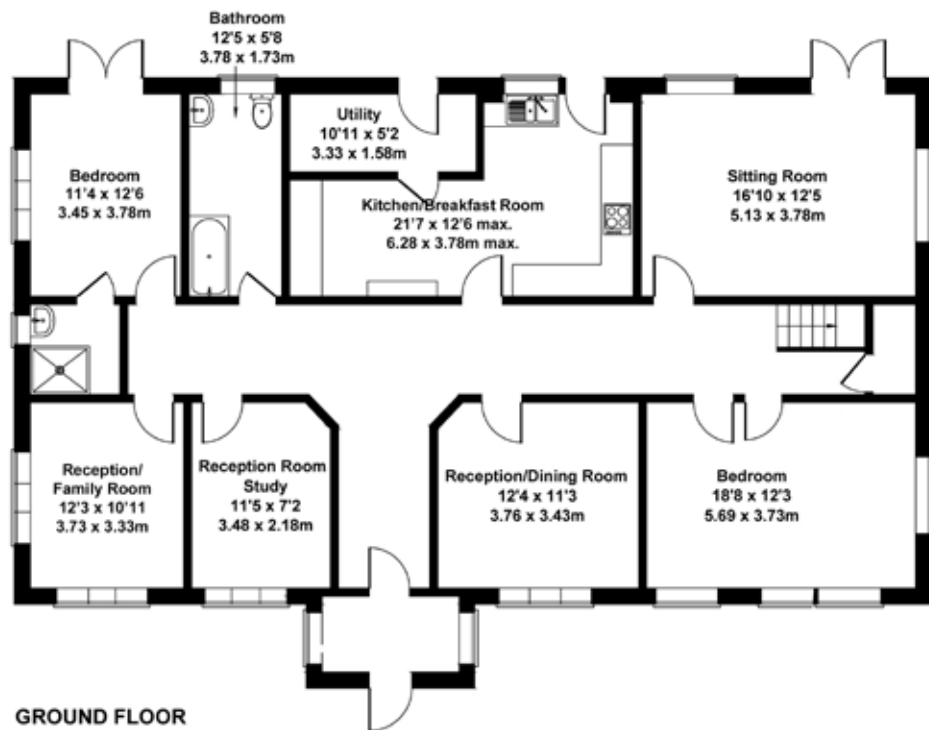 Bathroom
12'5 x 5'8
3.78 x 1.73m
Utility
10'11 x 5'2
3.33 x 1.58m
Bedroom
11'4 x 12'6
3.45 x 3.78m
Kitchen/Breakfast Room
21'7 x 12'6 max.
6.28 x 3.78m max.
Sitting Room
16'10 x 12'5
5.13 x 3.78m
Reception/
Family Room
12'3 x 10'11
3.73 x 3.33m
Reception Room
Study
11'5 x 7'2
3.48 x 2.18m
Reception/Dining Room
12'4 x 11'3
3.76 x 3.43m
Bedroom
18'8 x 12'3
5.69 x 3.73m
GROUND FLOOR